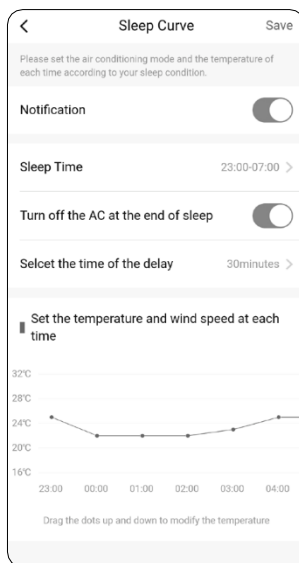 Sleep Curve Save
Please set the air conditioning mode and the temperature of
each time according to your sleep condition.
Notification
Sleep Time 23:00-07:00
Turn off the AC at the end of sleep
Selcet the time of the delay 30minutes
Set the temperature and wind speed at each
time
32°C
28°C
24°C
20°C
16°C
23:00 00:00 01:00 02:00 03:00 04:00
Drag the dots up and down to modify the temperature